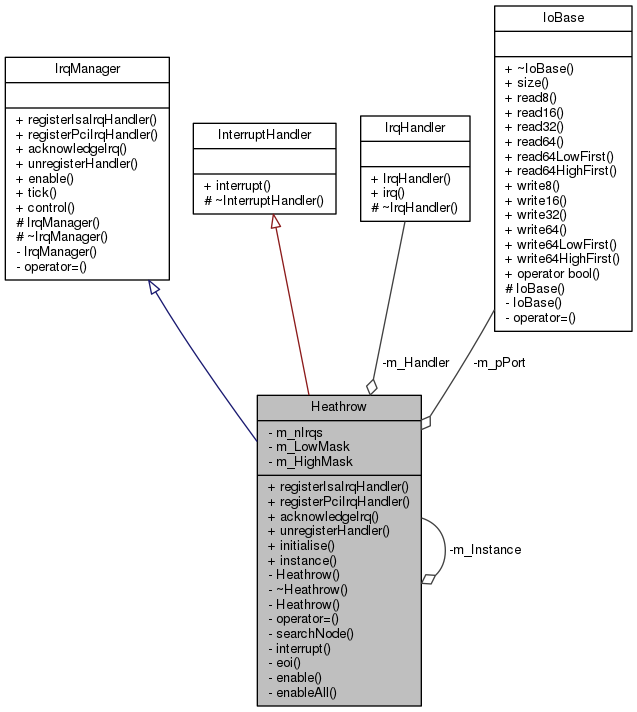 IrqManager
+ registerIsaIrqHandler()
+ registerPciIrqHandler()
+ acknowledgeIrq()
+ unregisterHandler()
+ enable()
+ tick()
+ control()
# IrqManager()
# ~IrqManager()
- IrqManager()
- operator=()
InterruptHandler
+ interrupt()
# ~InterruptHandler()
IrqHandler
+ IrqHandler()
+ irq()
# ~IrqHandler()
IoBase
+ ~IoBase()
+ size()
+ read8()
+ read16()
+ read32()
+ read64()
+ read64LowFirst()
+ read64HighFirst()
+ write8()
+ write16()
+ write32()
+ write64()
+ write64LowFirst()
+ write64HighFirst()
+ operator bool()
# IoBase()
- IoBase()
- operator=()
-m_Handler
-m_pPort
Heathrow
- m_nIrqs
- m_LowMask
- m_HighMask
+ registerIsaIrqHandler()
+ registerPciIrqHandler()
+ acknowledgeIrq()
+ unregisterHandler()
+ initialise()
+ instance()
- Heathrow()
- ~Heathrow()
- Heathrow()
- operator=()
- searchNode()
- interrupt()
- eoi()
- enable()
- enableAll()
-m_Instance